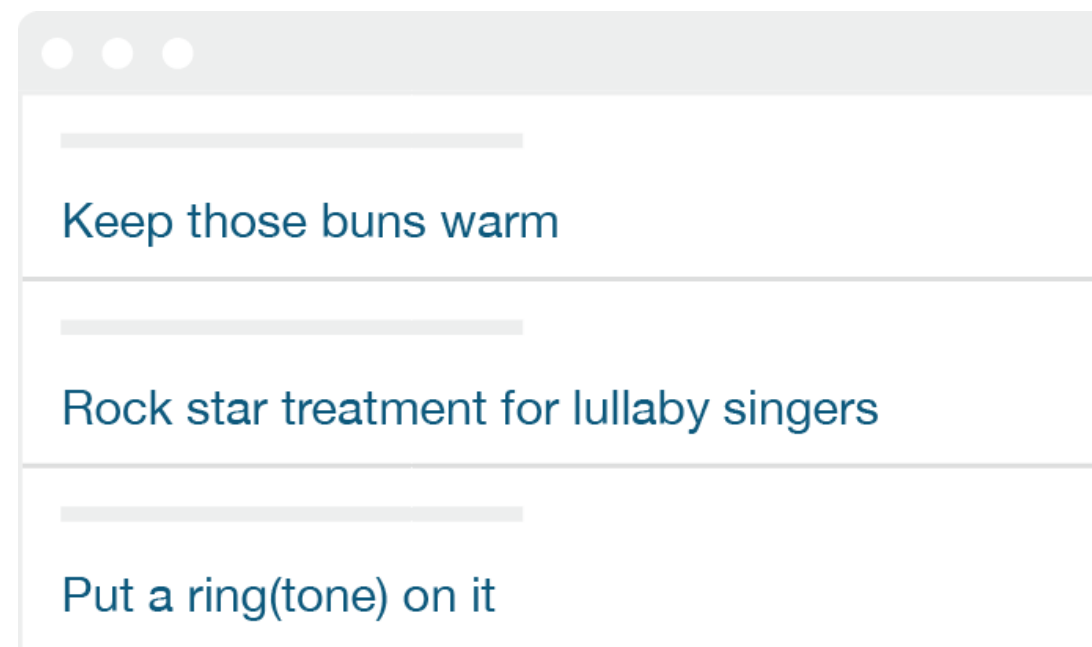 Keep those buns warm
Rock star treatment for lullaby singers
Put a ring(tone) on it